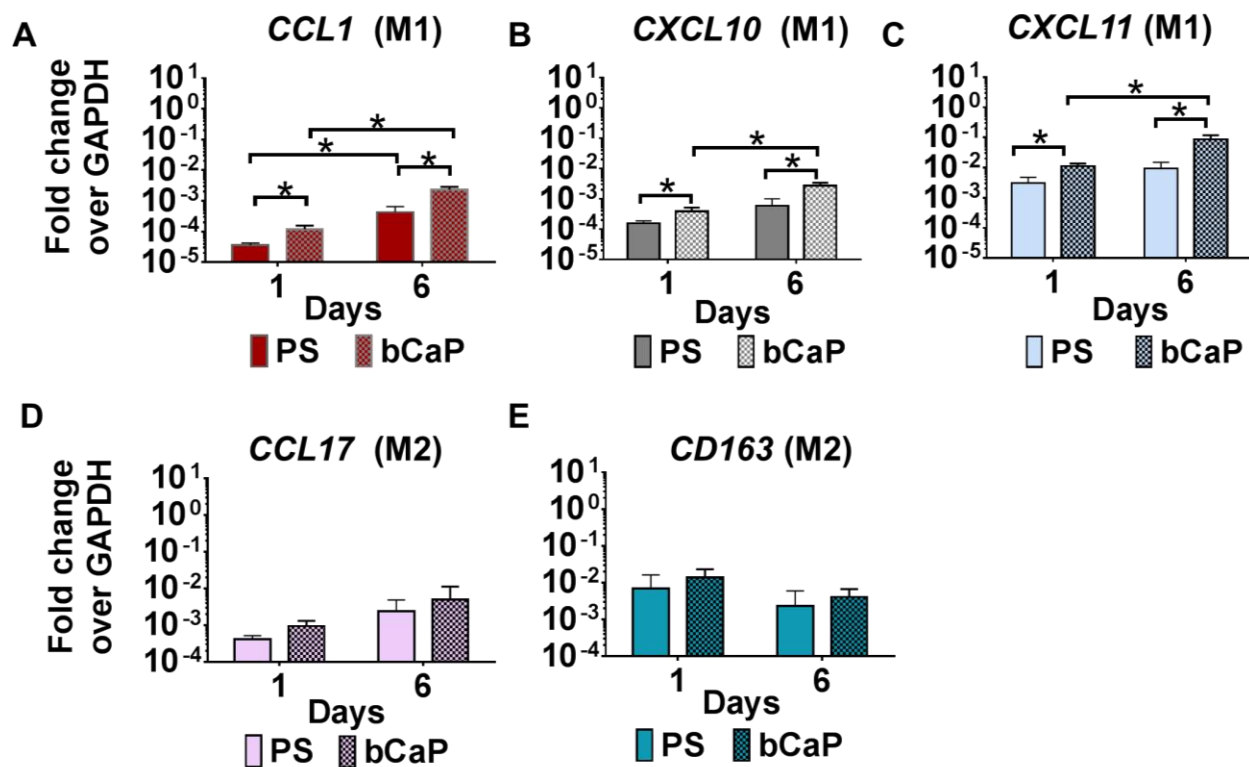 A CCL1 (M1)
Fold change
over GAPDH
10^1
10^0
10^-1
10^-2
10^-3
10^-4
10^-5
*
*
*
*
1 6
Days
PS bCaP
B CXCL10 (M1)
10^1
10^0
10^-1
10^-2
10^-3
10^-4
10^-5
*
*
*
1 6
Days
PS bCaP
C CXCL11 (M1)
10^1
10^0
10^-1
10^-2
10^-3
10^-4
10^-5
*
*
*
1 6
Days
PS bCaP
D CCL17 (M2)
Fold change
over GAPDH
10^1
10^0
10^-1
10^-2
10^-3
10^-4
1 6
Days
PS bCaP
E CD163 (M2)
10^1
10^0
10^-1
10^-2
10^-3
10^-4
1 6
Days
PS bCaP